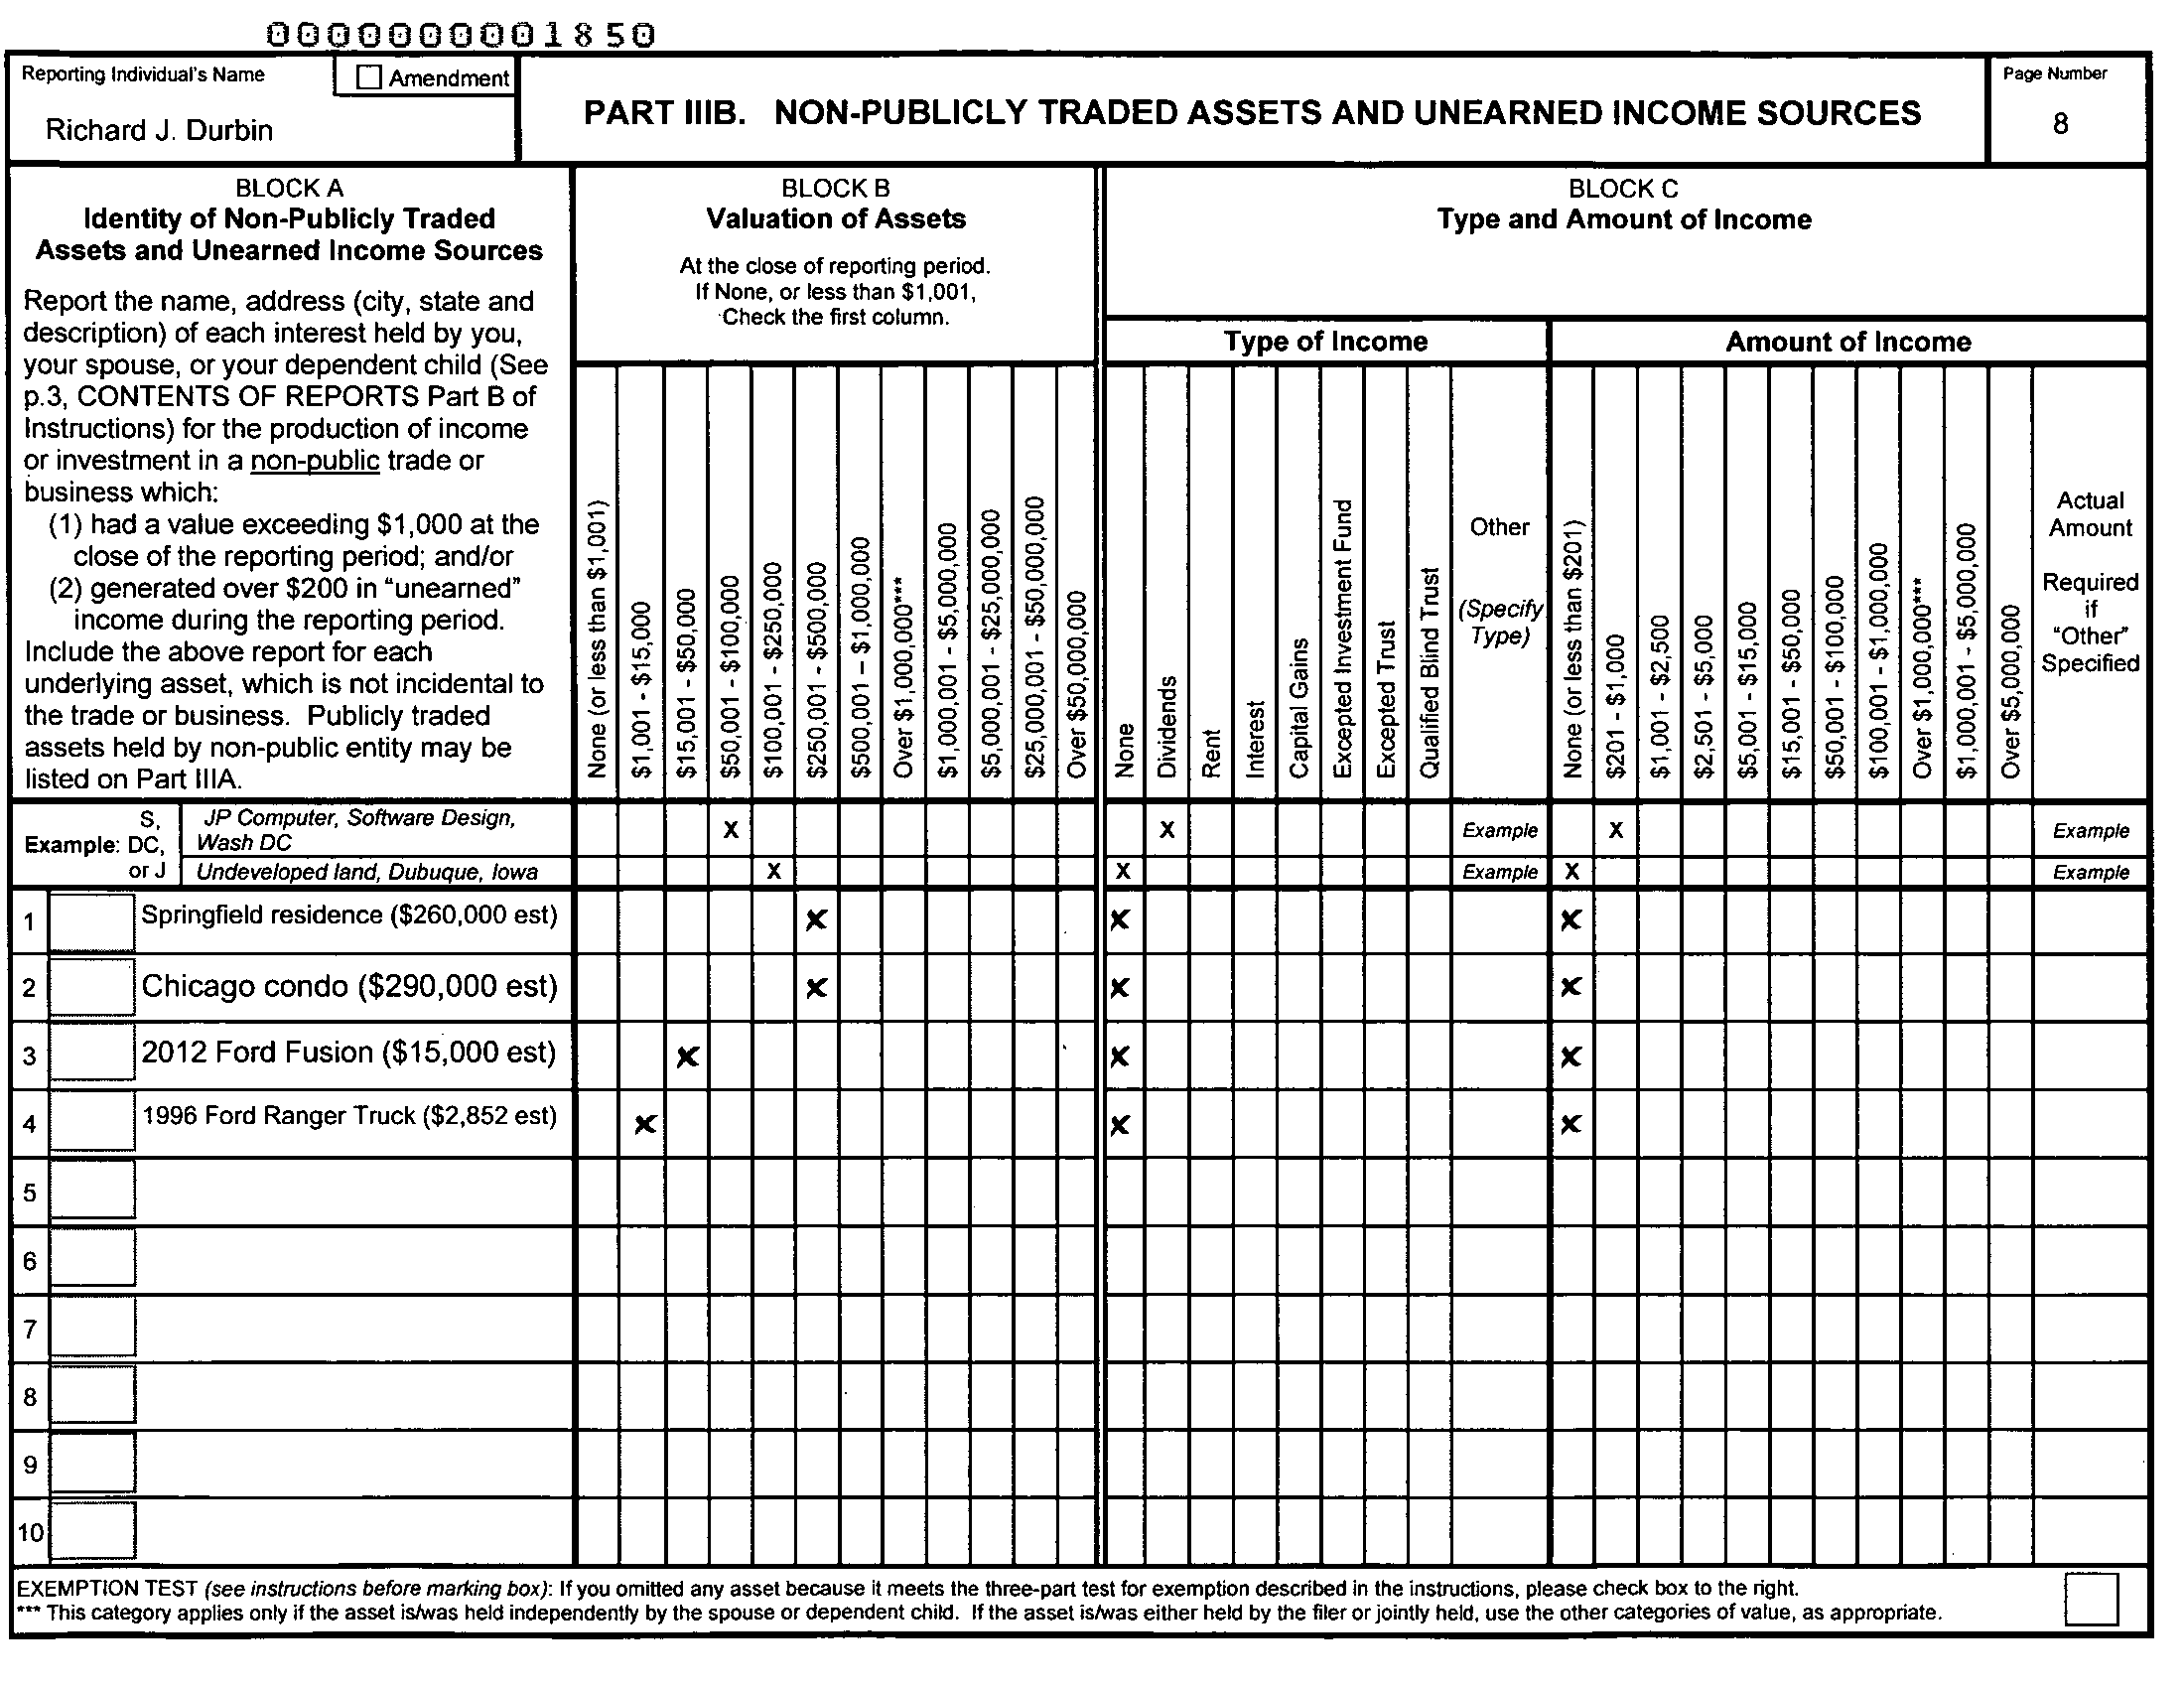 0000000001850
Reporting Individual's Name
☐ Amendment
Richard J. Durbin
PART IIIB. NON-PUBLICLY TRADED ASSETS AND UNEARNED INCOME SOURCES
Page Number
8
BLOCK A
Identity of Non-Publicly Traded
Assets and Unearned Income Sources
Report the name, address (city, state and
description) of each interest held by you,
your spouse, or your dependent child (See
p.3, CONTENTS OF REPORTS Part B of
Instructions) for the production of income
or investment in a non-public trade or
business which:
(1) had a value exceeding $1,000 at the
close of the reporting period; and/or
(2) generated over $200 in "unearned"
income during the reporting period.
Include the above report for each
underlying asset, which is not incidental to
the trade or business. Publicly traded
assets held by non-public entity may be
listed on Part IIIA.
BLOCK B
Valuation of Assets
At the close of reporting period.
If None, or less than $1,001,
Check the first column.
None (or less than $1,001)
$1,001 - $15,000
$15,001 - $50,000
$50,001 - $100,000
$100,001 - $250,000
$250,001 - $500,000
$500,001 – $1,000,000
Over $1,000,000***
$1,000,001 - $5,000,000
$5,000,001 - $25,000,000
$25,000,001 - $50,000,000
Over $50,000,000
BLOCK C
Type and Amount of Income
Type of Income
None
Dividends
Rent
Interest
Capital Gains
Excepted Investment Fund
Excepted Trust
Qualified Blind Trust
Other
(Specify
Type)
Amount of Income
None (or less than $201)
$201 - $1,000
$1,001 - $2,500
$2,501 - $5,000
$5,001 - $15,000
$15,001 - $50,000
$50,001 - $100,000
$100,001 - $1,000,000
Over $1,000,000***
$1,000,001 - $5,000,000
Over $5,000,000
Actual
Amount
Required
if
"Other"
Specified
Example:
S,
DC,
or J
JP Computer, Software Design,
Wash DC
X X Example X Example
Undeveloped land, Dubuque, Iowa X X Example X Example
1 Springfield residence ($260,000 est) X X X
2 Chicago condo ($290,000 est) X X X
3 2012 Ford Fusion ($15,000 est) X X X
4 1996 Ford Ranger Truck ($2,852 est) X X X
5
6
7
8
9
10
EXEMPTION TEST (see instructions before marking box): If you omitted any asset because it meets the three-part test for exemption described in the instructions, please check box to the right.
*** This category applies only if the asset is/was held independently by the spouse or dependent child. If the asset is/was either held by the filer or jointly held, use the other categories of value, as appropriate.